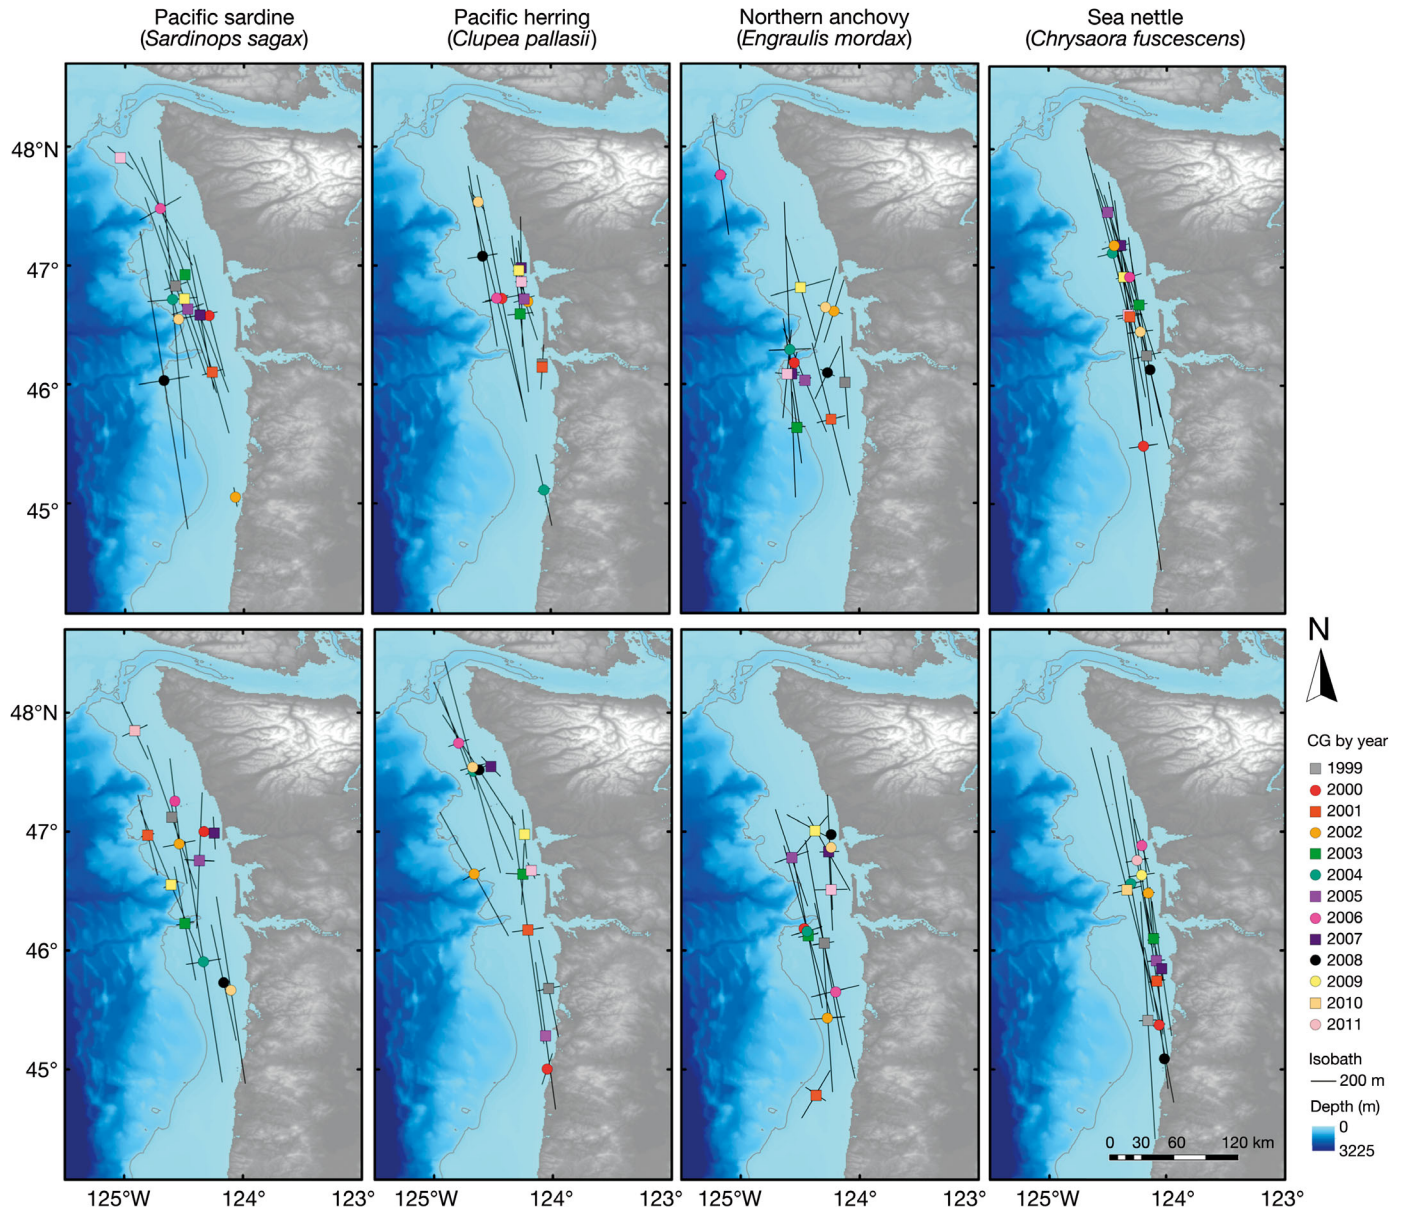 Pacific sardine
(Sardinops sagax)
Pacific herring
(Clupea pallasii)
Northern anchovy
(Engraulis mordax)
Sea nettle
(Chrysaora fuscescens)
48°N
47°
46°
45°
48°N
47°
46°
45°
125°W 124° 123°
125°W 124° 123°
125°W 124° 123°
125°W 124° 123°
N
CG by year
1999
2000
2001
2002
2003
2004
2005
2006
2007
2008
2009
2010
2011
Isobath
200 m
Depth (m)
0
3225
0 30 60 120 km